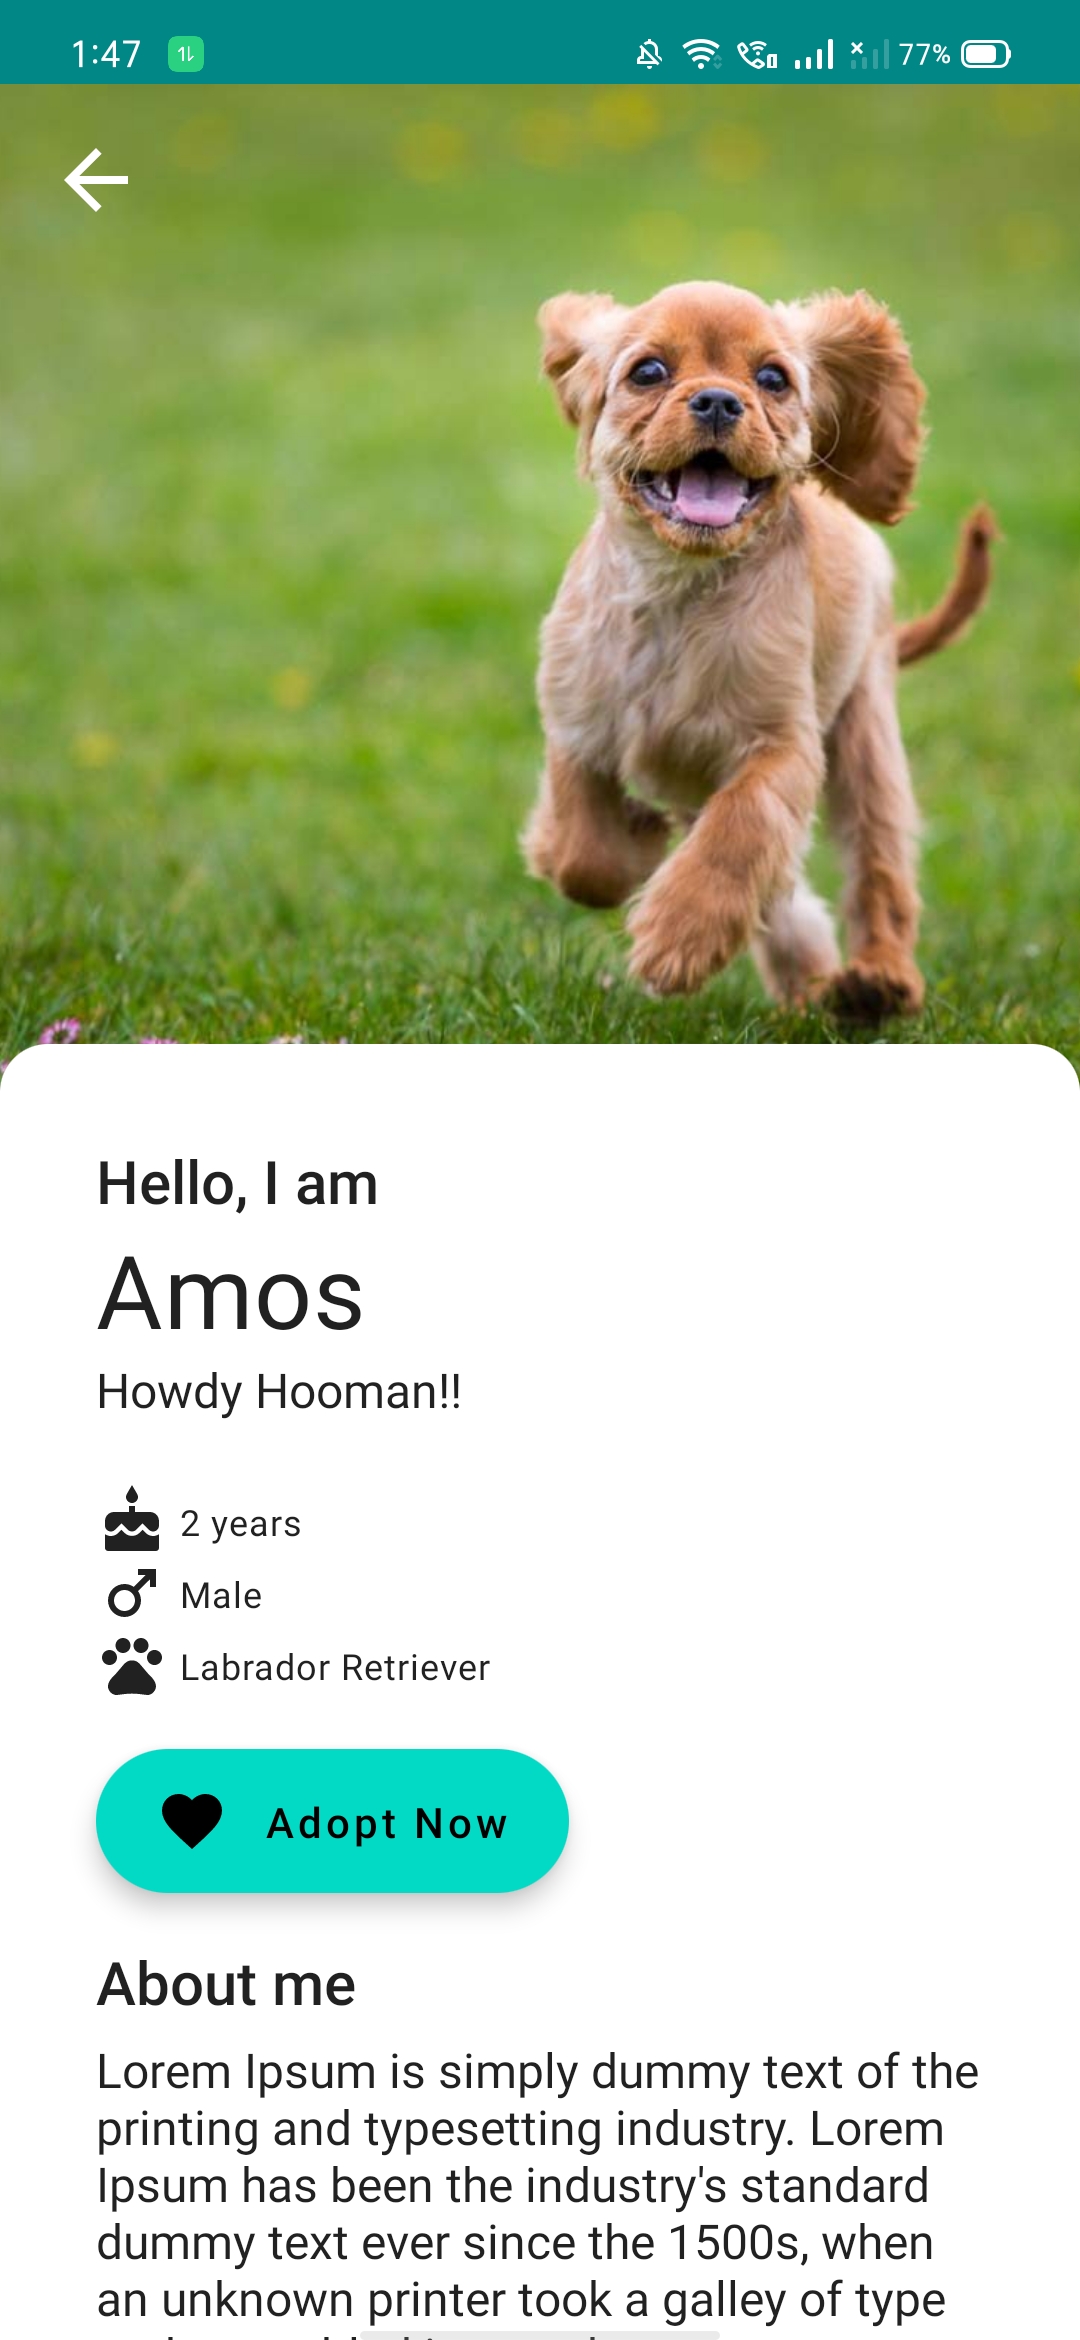 1:47
77%
Hello, I am
Amos
Howdy Hooman!!
2 years
Male
Labrador Retriever
Adopt Now
About me
Lorem Ipsum is simply dummy text of the
printing and typesetting industry. Lorem
Ipsum has been the industry's standard
dummy text ever since the 1500s, when
an unknown printer took a galley of type